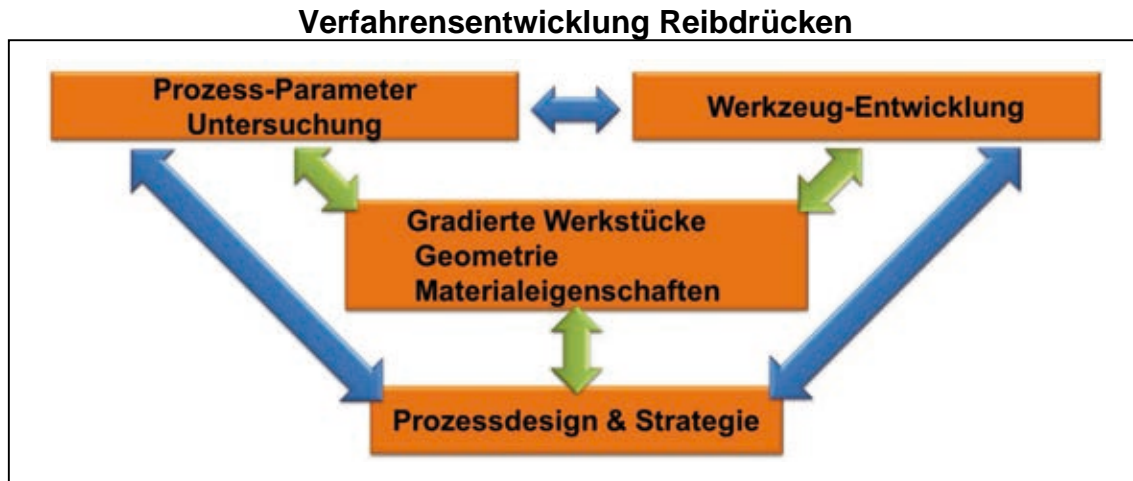 Verfahrensentwicklung Reibdrücken
Prozess-Parameter
Untersuchung
Werkzeug-Entwicklung
Gradierte Werkstücke
Geometrie
Materialeigenschaften
Prozessdesign & Strategie